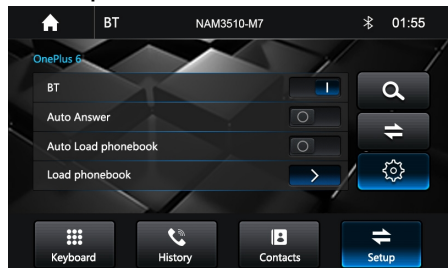 BT NAM3510-M7 01:55
OnePlus 6
BT
Auto Answer
Auto Load phonebook
Load phonebook
Keyboard History Contacts Setup